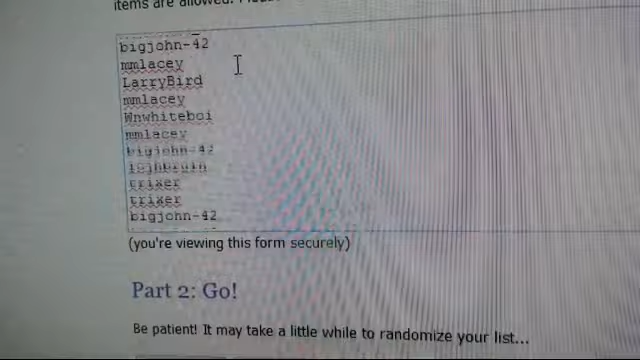 items are allowed.
bigjohn-42
mmlacey
LarryBird
mmlacey
Wnwhiteboi
mmlacey
bigjohn-42
trixer
trixer
bigjohn-42
(you're viewing this form securely)
Part 2: Go!
Be patient! It may take a little while to randomize your list...